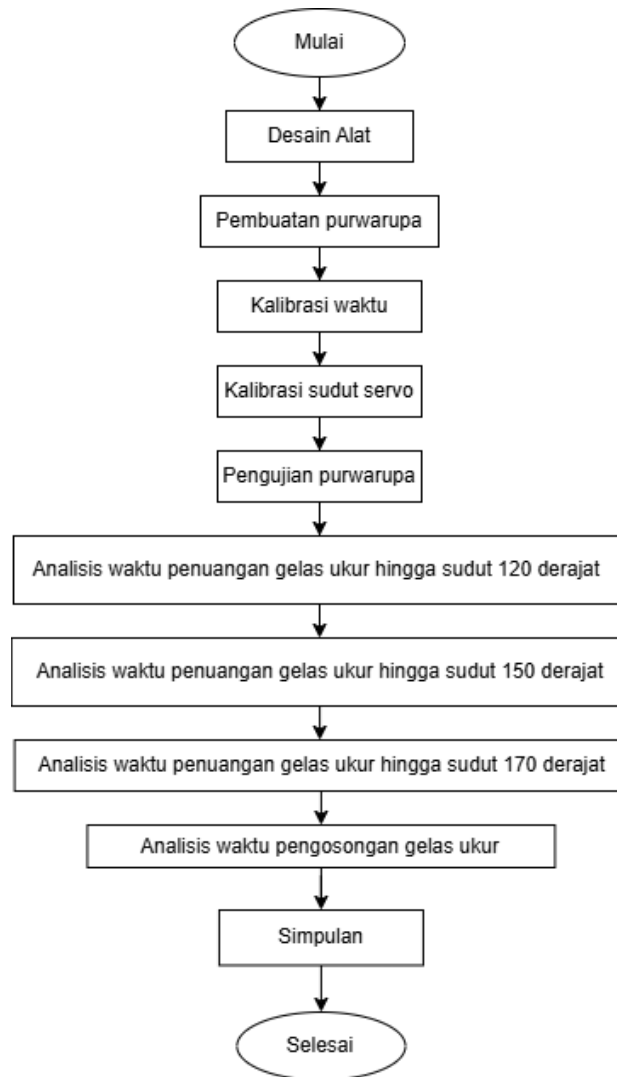 Mulai
Desain Alat
Pembuatan purwarupa
Kalibrasi waktu
Kalibrasi sudut servo
Pengujian purwarupa
Analisis waktu penuangan gelas ukur hingga sudut 120 derajat
Analisis waktu penuangan gelas ukur hingga sudut 150 derajat
Analisis waktu penuangan gelas ukur hingga sudut 170 derajat
Analisis waktu pengosongan gelas ukur
Simpulan
Selesai